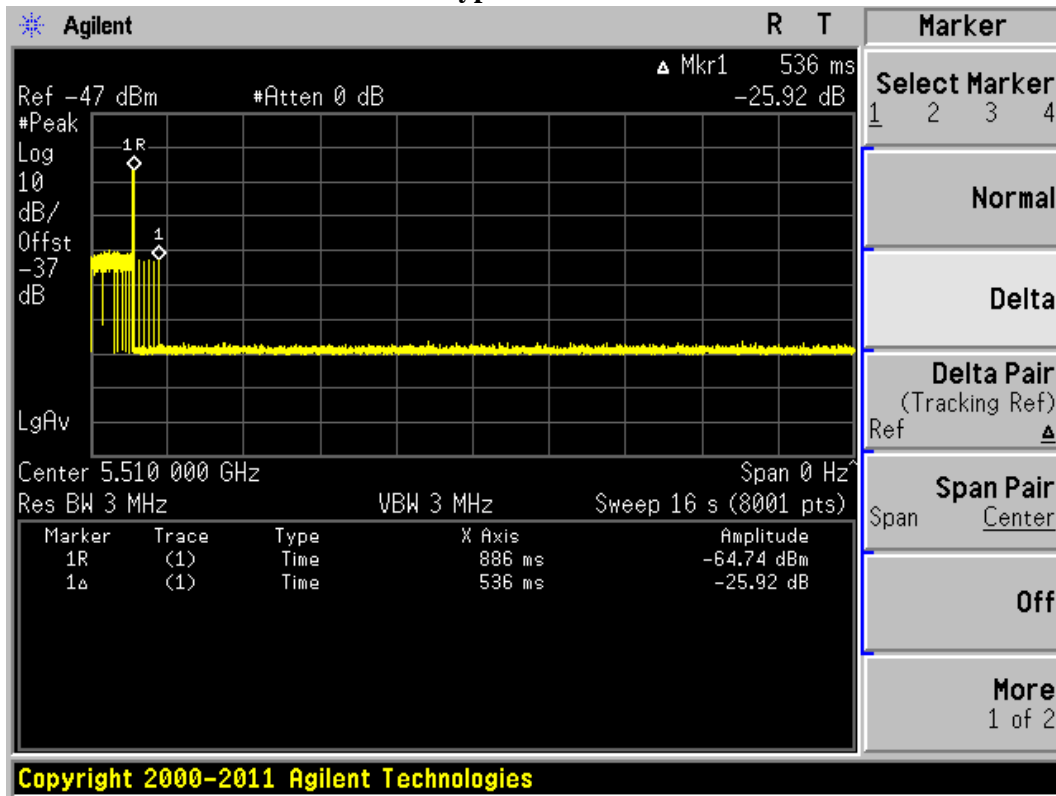 Agilent R T
Marker
▵ Mkr1 536 ms
Ref -47 dBm #Atten 0 dB -25.92 dB
#Peak
Log
10
dB/
Offst
-37
dB
LgAv
1R
1
Center 5.510 000 GHz Span 0 Hz^
Res BW 3 MHz VBW 3 MHz Sweep 16 s (8001 pts)
Marker Trace Type X Axis Amplitude
1R (1) Time 886 ms -64.74 dBm
1▵ (1) Time 536 ms -25.92 dB
Select Marker
1 2 3 4
Normal
Delta
Delta Pair
(Tracking Ref)
Ref ▵
Span Pair
Span Center
Off
More
1 of 2
Copyright 2000-2011 Agilent Technologies